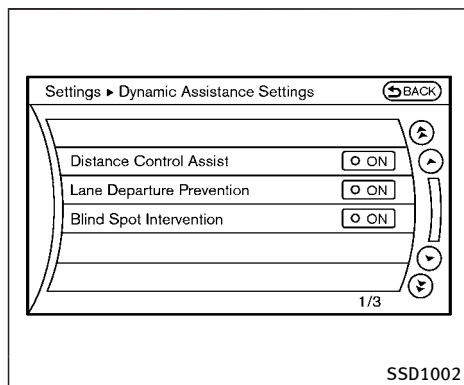 Settings ▸ Dynamic Assistance Settings BACK
Distance Control Assist ON
Lane Departure Prevention ON
Blind Spot Intervention ON
1/3
SSD1002